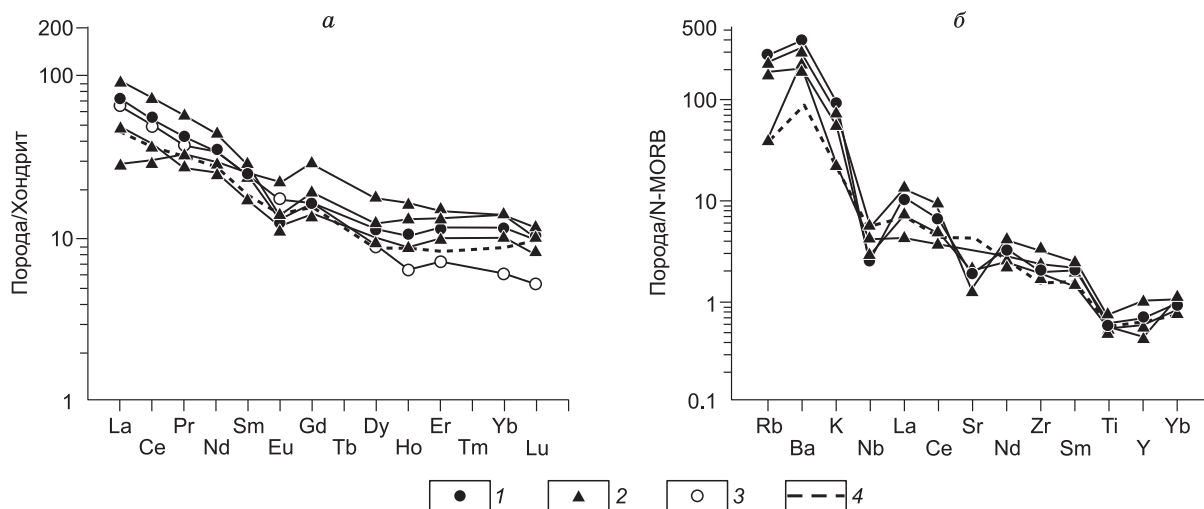 а
200
100
10
1
Порода/Хондрит
La Pr Sm Gd Dy Er Yb
Ce Nd Eu Tb Ho Tm Lu
б
500
100
10
1
0.1
Порода/N-MORB
Rb K La Sr Zr Ti Yb
Ba Nb Ce Nd Sm Y
1 2 3 4